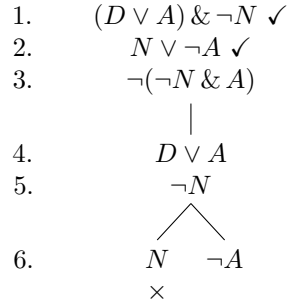 1. (D ∨ A) & ¬N ✓
2. N ∨ ¬A ✓
3. ¬(¬N & A)
4. D ∨ A
5. ¬N
6. N ¬A
×